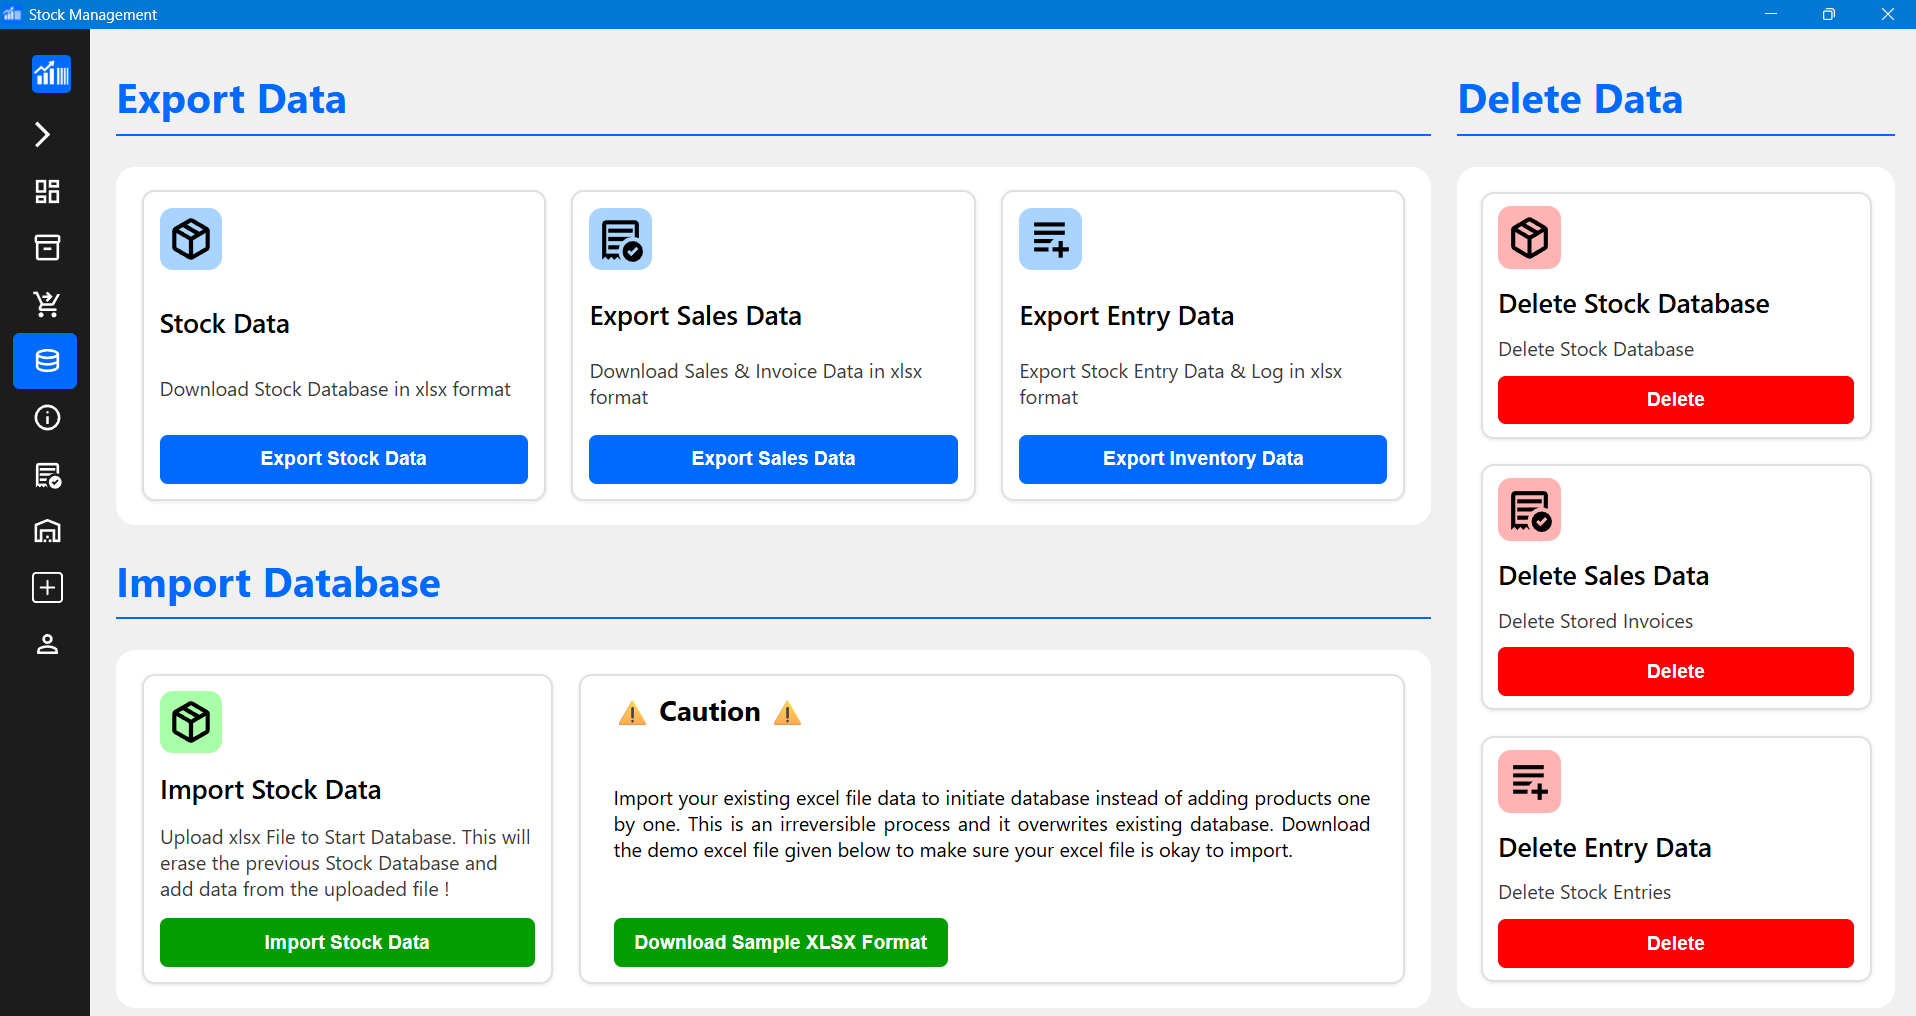 Stock Management
Export Data
Stock Data
Download Stock Database in xlsx format
Export Stock Data
Export Sales Data
Download Sales & Invoice Data in xlsx
format
Export Sales Data
Export Entry Data
Export Stock Entry Data & Log in xlsx
format
Export Inventory Data
Import Database
Import Stock Data
Upload xlsx File to Start Database. This will
erase the previous Stock Database and
add data from the uploaded file !
Import Stock Data
Caution
Import your existing excel file data to initiate database instead of adding products one
by one. This is an irreversible process and it overwrites existing database. Download
the demo excel file given below to make sure your excel file is okay to import.
Download Sample XLSX Format
Delete Data
Delete Stock Database
Delete Stock Database
Delete
Delete Sales Data
Delete Stored Invoices
Delete
Delete Entry Data
Delete Stock Entries
Delete